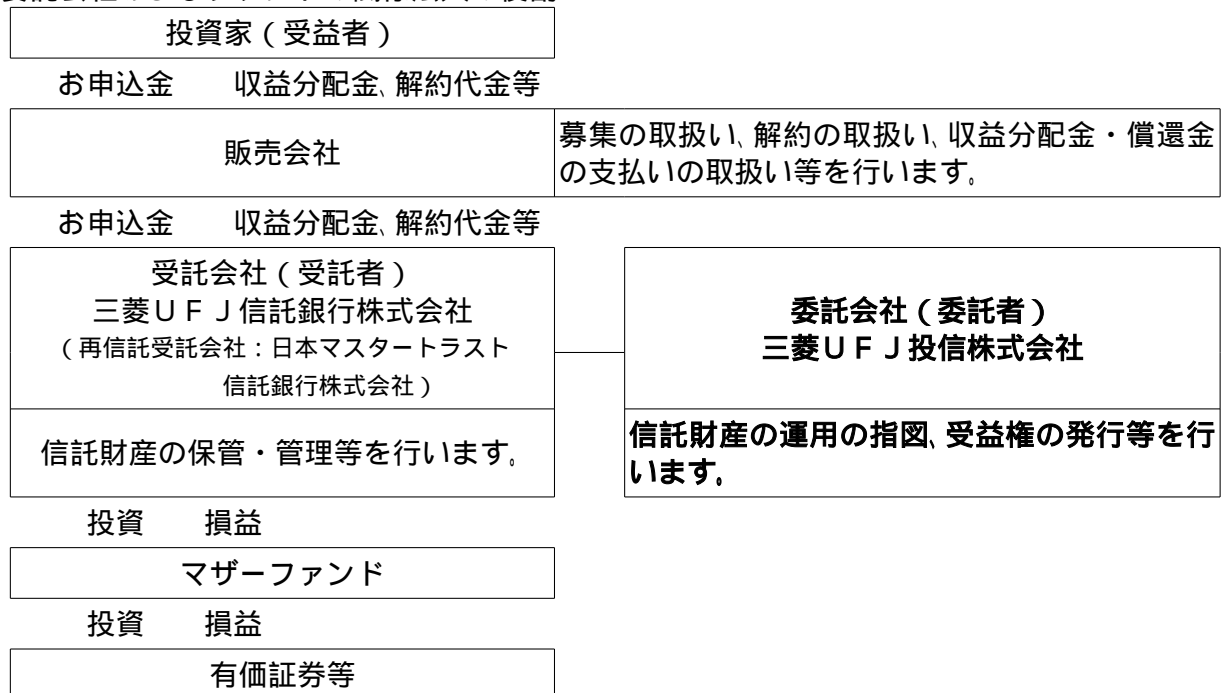 投資家（受益者）
お申込金　収益分配金、解約代金等
販売会社
募集の取扱い、解約の取扱い、収益分配金・償還金
の支払いの取扱い等を行います。
お申込金　収益分配金、解約代金等
受託会社（受託者）
三菱ＵＦＪ信託銀行株式会社
（再信託受託会社：日本マスタートラスト
信託銀行株式会社）
委託会社（委託者）
三菱ＵＦＪ投信株式会社
信託財産の保管・管理等を行います。
信託財産の運用の指図、受益権の発行等を行
います。
投資　損益
マザーファンド
投資　損益
有価証券等